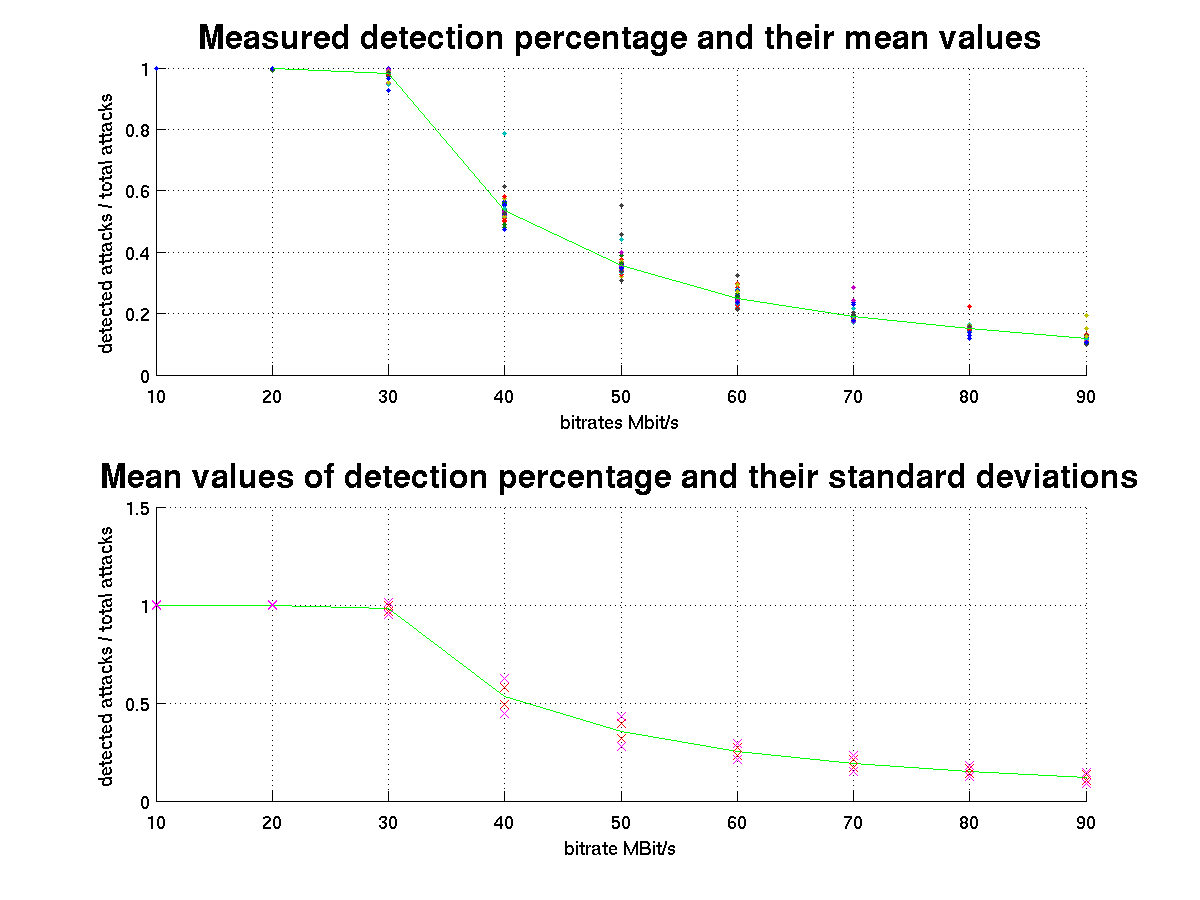 Measured detection percentage and their mean values
1
0.8
0.6
0.4
0.2
0
detected attacks / total attacks
10 20 30 40 50 60 70 80 90
bitrates Mbit/s
Mean values of detection percentage and their standard deviations
1.5
1
0.5
0
detected attacks / total attacks
10 20 30 40 50 60 70 80 90
bitrate MBit/s